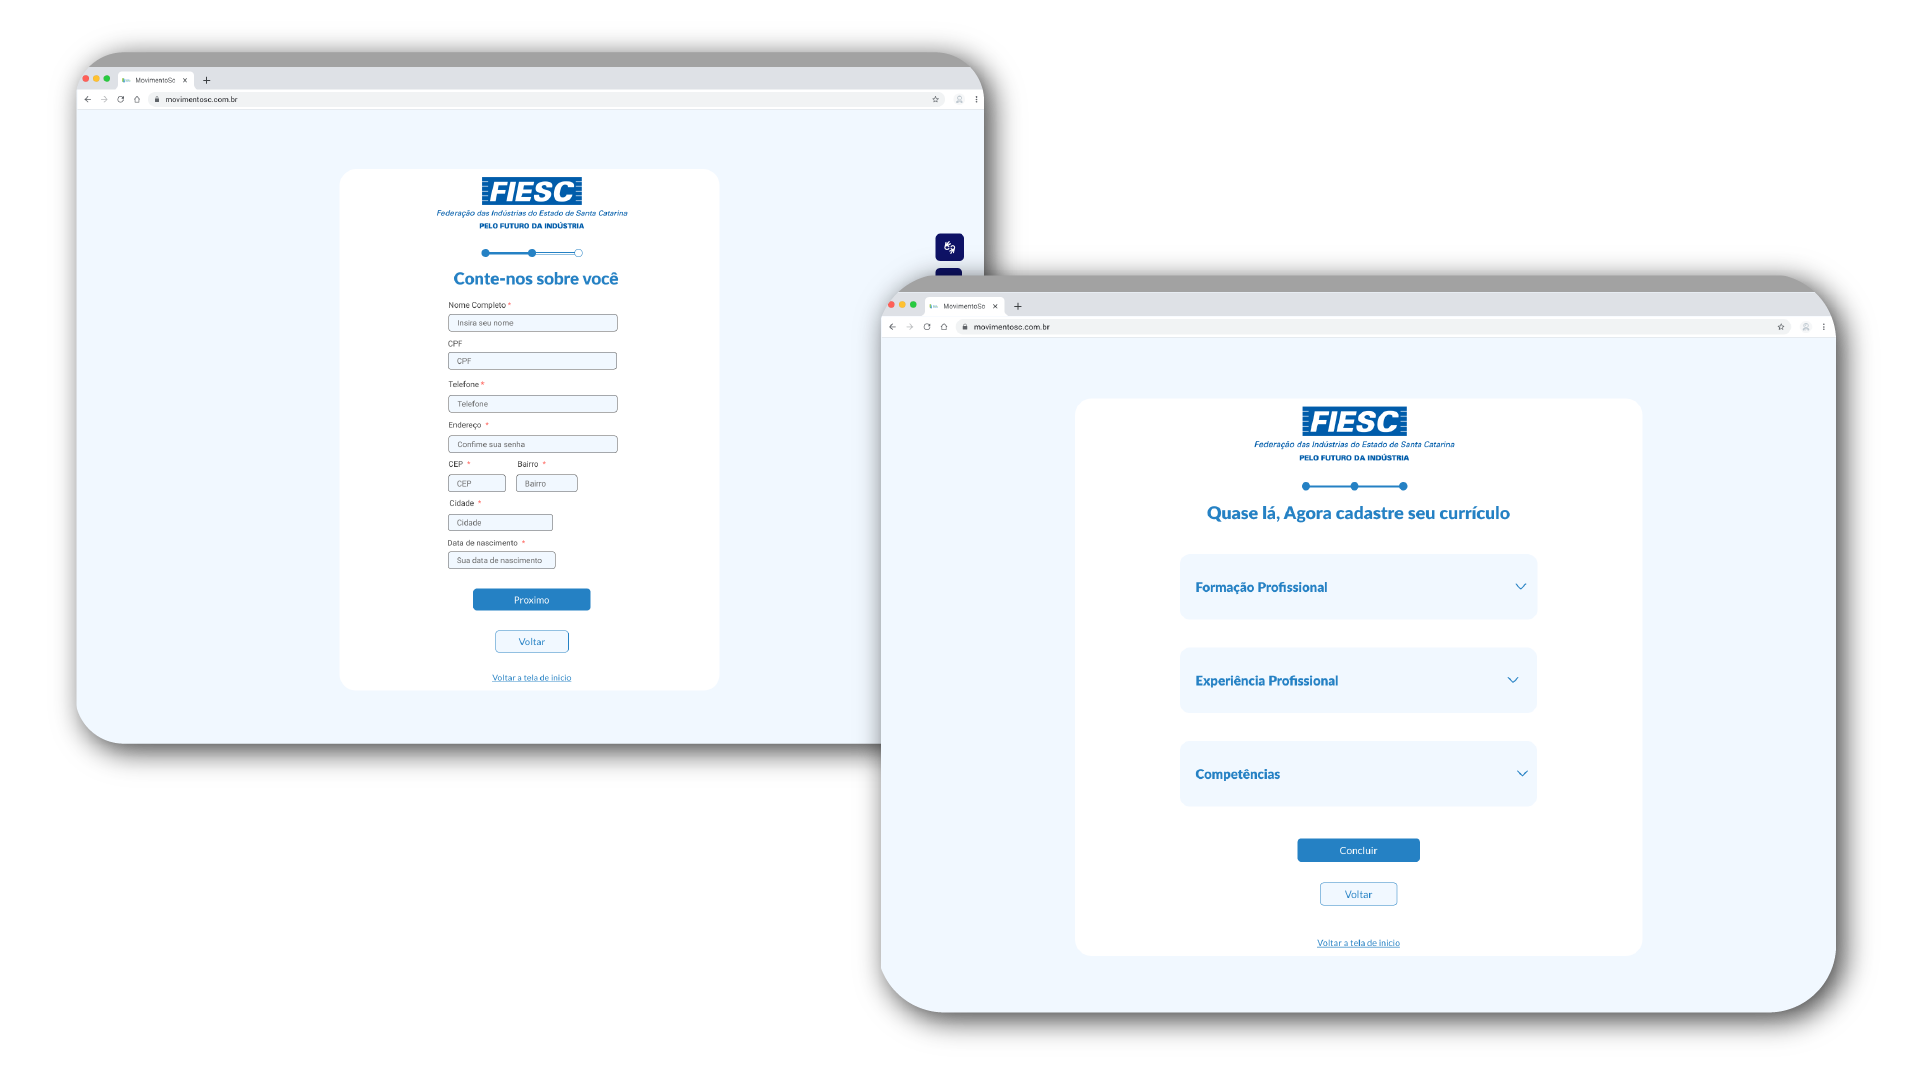 MovimentoSc
movimentosc.com.br
FIESC
Federação das Indústrias do Estado de Santa Catarina
PELO FUTURO DA INDÚSTRIA
Conte-nos sobre você
Nome Completo *
Insira seu nome
CPF
CPF
Telefone *
Telefone
Endereço *
Confime sua senha
CEP * Bairro *
CEP Bairro
Cidade *
Cidade
Data de nascimento *
Sua data de nascimento
Proximo
Voltar
Voltar a tela de inicio
MovimentoSc
movimentosc.com.br
FIESC
Federação das Indústrias do Estado de Santa Catarina
PELO FUTURO DA INDÚSTRIA
Quase lá, Agora cadastre seu currículo
Formação Profissional
Experiência Profissional
Competências
Concluir
Voltar
Voltar a tela de inicio